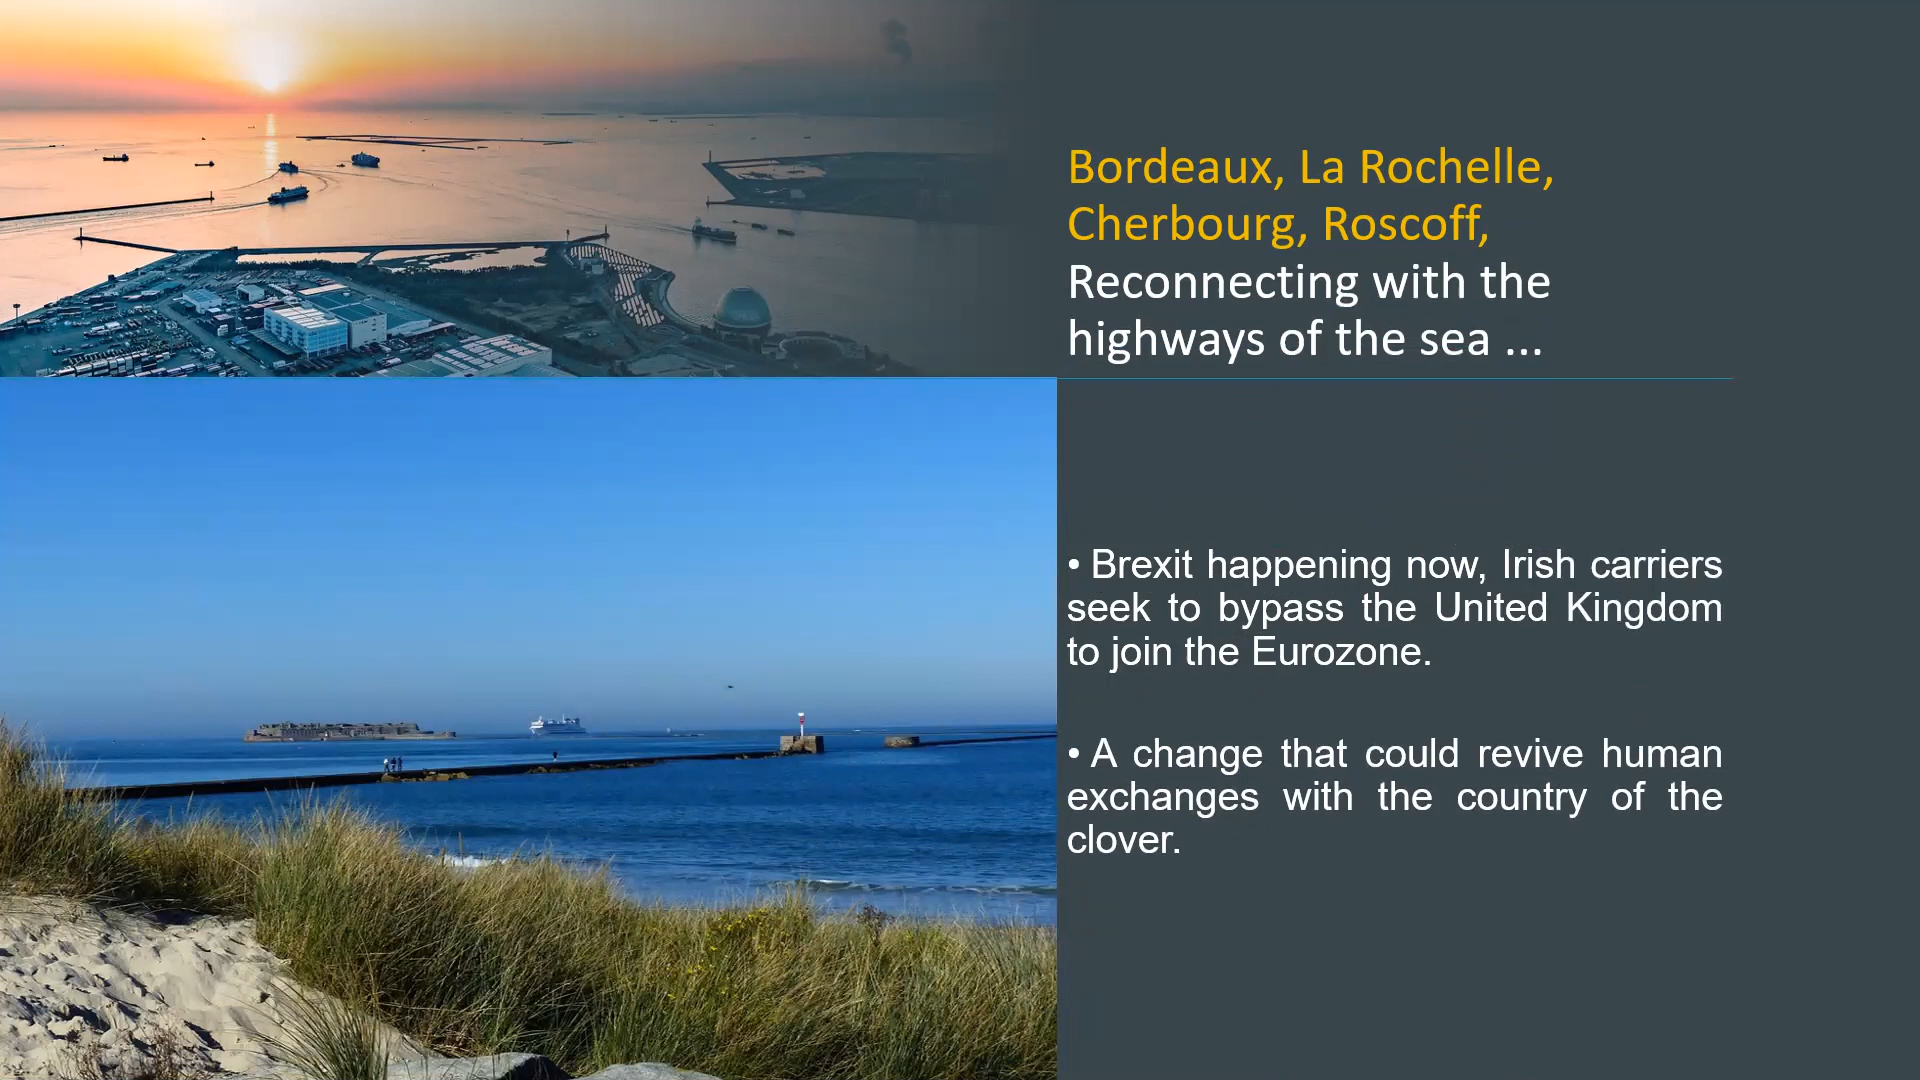 Bordeaux, La Rochelle,
Cherbourg, Roscoff,
Reconnecting with the
highways of the sea ...
• Brexit happening now, Irish carriers
seek to bypass the United Kingdom
to join the Eurozone.
• A change that could revive human
exchanges with the country of the
clover.